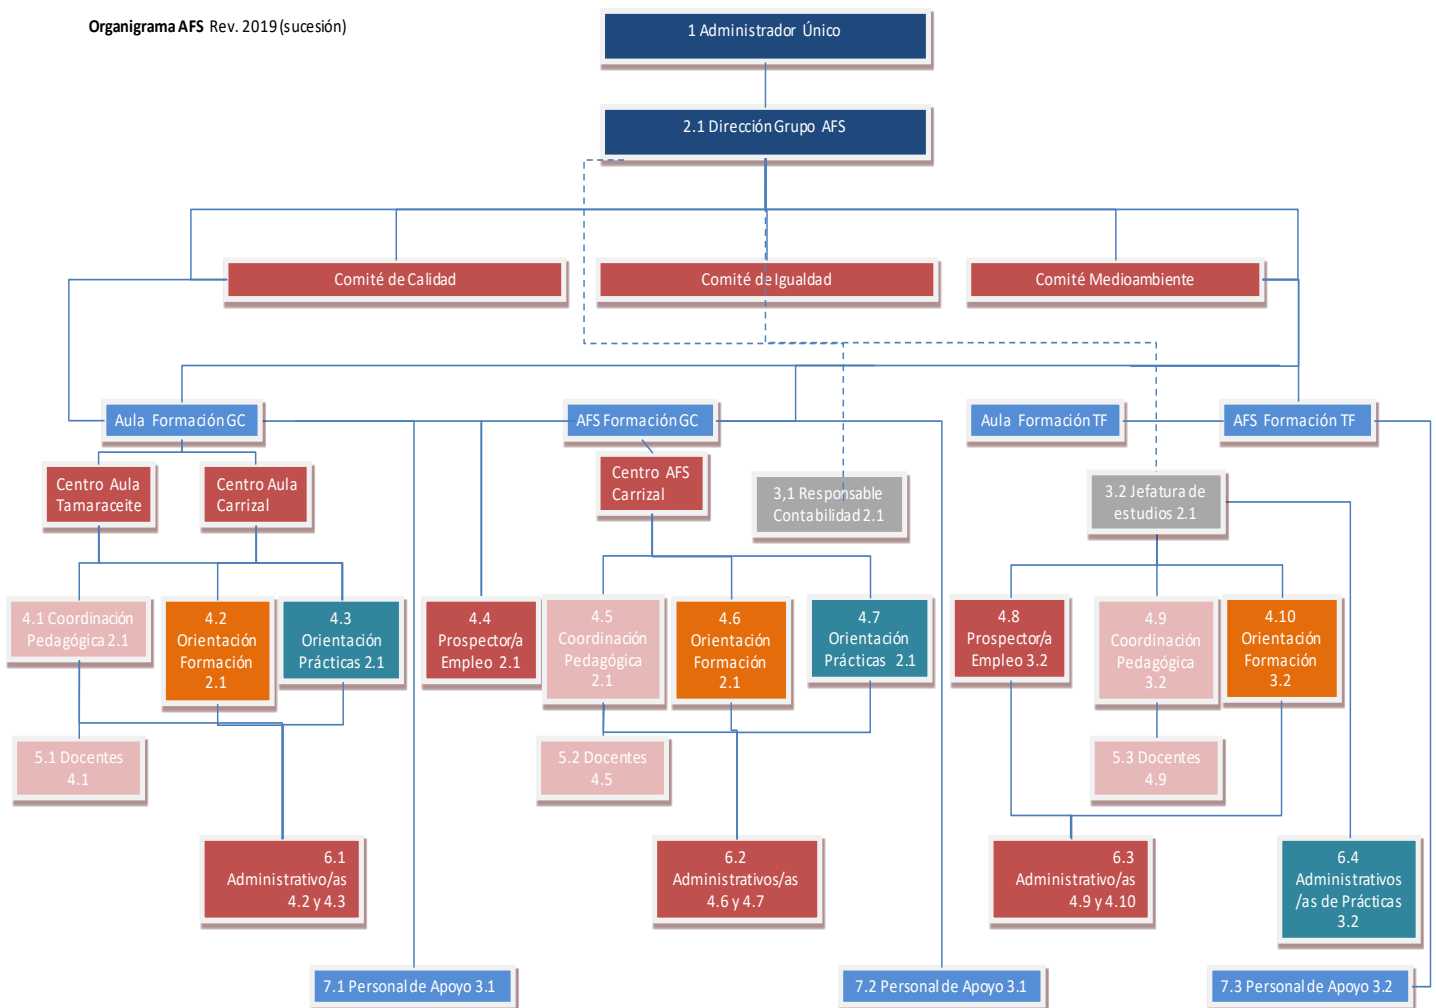 Organigrama AFS Rev. 2019 (sucesión)
1 Administrador Único
2.1 Dirección Grupo AFS
Comité de Calidad
Comité de Igualdad
Comité Medioambiente
Aula Formación GC
AFS Formación GC
Aula Formación TF
AFS Formación TF
Centro Aula
Tamaraceite
Centro Aula
Carrizal
Centro AFS
Carrizal
3,1 Responsable
Contabilidad 2.1
3.2 Jefatura de
estudios 2.1
4.1 Coordinación
Pedagógica 2.1
4.2
Orientación
Formación
2.1
4.3
Orientación
Prácticas 2.1
4.4
Prospector/a
Empleo 2.1
4.5
Coordinación
Pedagógica
2.1
4.6
Orientación
Formación
2.1
4.7
Orientación
Prácticas 2.1
4.8
Prospector/a
Empleo 3.2
4.9
Coordinación
Pedagógica
3.2
4.10
Orientación
Formación
3.2
5.1 Docentes
4.1
5.2 Docentes
4.5
5.3 Docentes
4.9
6.1
Administrativo/as
4.2 y 4.3
6.2
Administrativos/as
4.6 y 4.7
6.3
Administrativo/as
4.9 y 4.10
6.4
Administrativos
/as de Prácticas
3.2
7.1 Personal de Apoyo 3.1
7.2 Personal de Apoyo 3.1
7.3 Personal de Apoyo 3.2